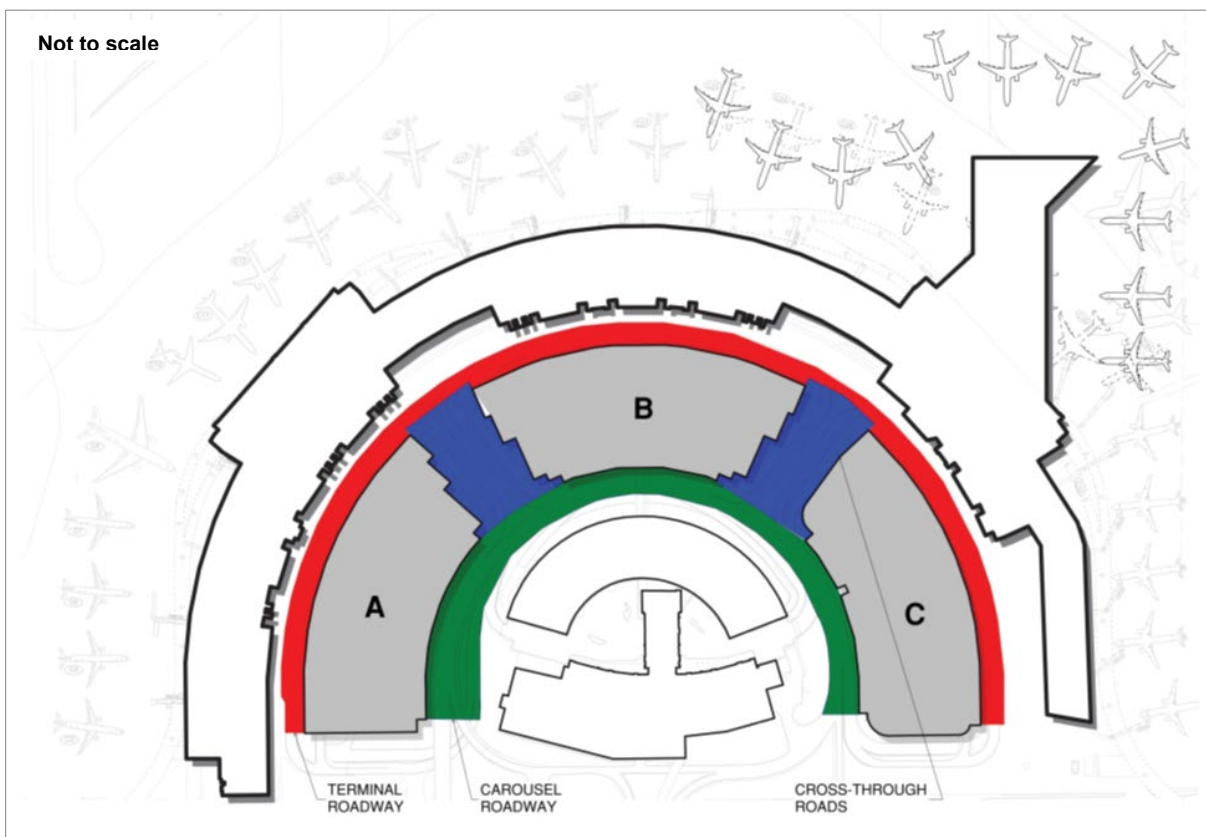 Not to scale
B
A
C
TERMINAL
ROADWAY
CAROUSEL
ROADWAY
CROSS-THROUGH
ROADS